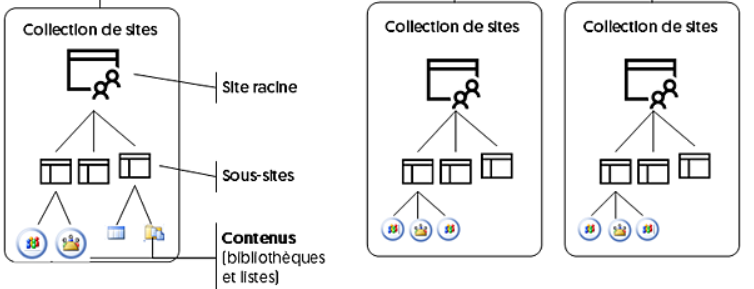 Collection de sites
Collection de sites
Collection de sites
Site racine
Sous-sites
Contenus
(bibliothèques
et listes)